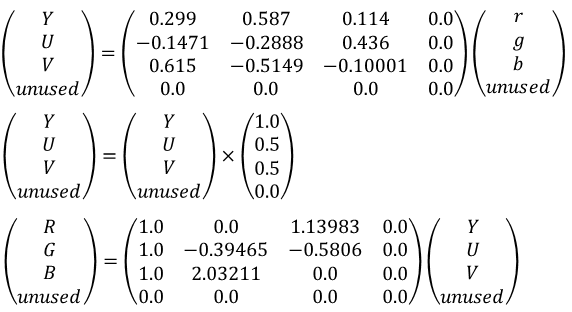 Y 0.299 0.587 0.114 0.0 r
U = −0.1471 −0.2888 0.436 0.0 g
V 0.615 −0.5149 −0.10001 0.0 b
unused 0.0 0.0 0.0 0.0 unused
Y Y 1.0
U = U × 0.5
V V 0.5
unused unused 0.0
R 1.0 0.0 1.13983 0.0 Y
G = 1.0 −0.39465 −0.5806 0.0 U
B 1.0 2.03211 0.0 0.0 V
unused 0.0 0.0 0.0 0.0 unused